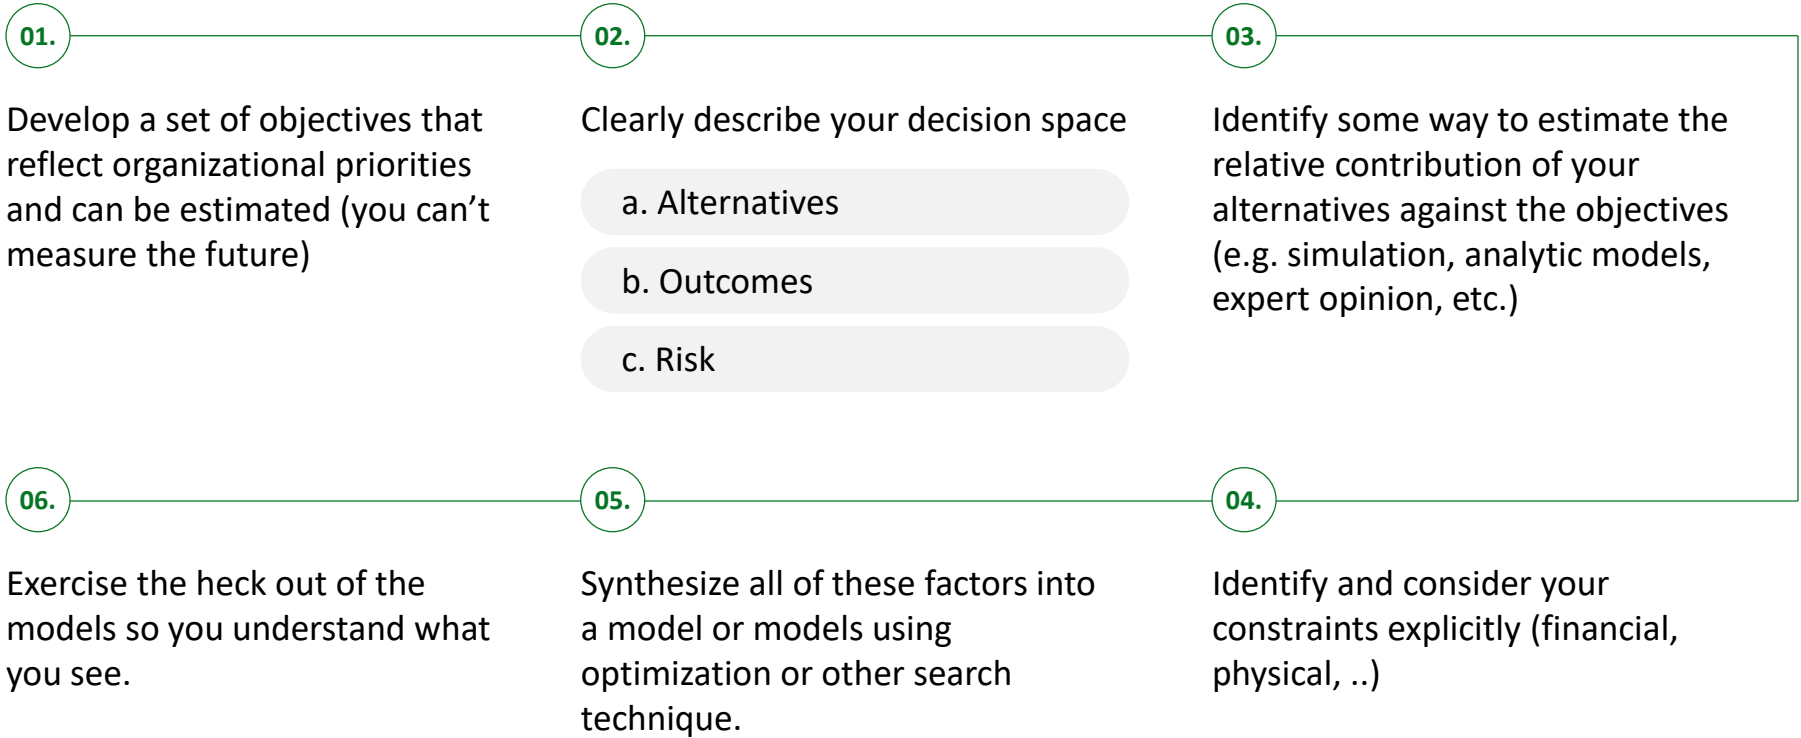 01.
Develop a set of objectives that
reflect organizational priorities
and can be estimated (you can’t
measure the future)
02.
Clearly describe your decision space
a. Alternatives
b. Outcomes
c. Risk
03.
Identify some way to estimate the
relative contribution of your
alternatives against the objectives
(e.g. simulation, analytic models,
expert opinion, etc.)
04.
Identify and consider your
constraints explicitly (financial,
physical, ..)
05.
Synthesize all of these factors into
a model or models using
optimization or other search
technique.
06.
Exercise the heck out of the
models so you understand what
you see.